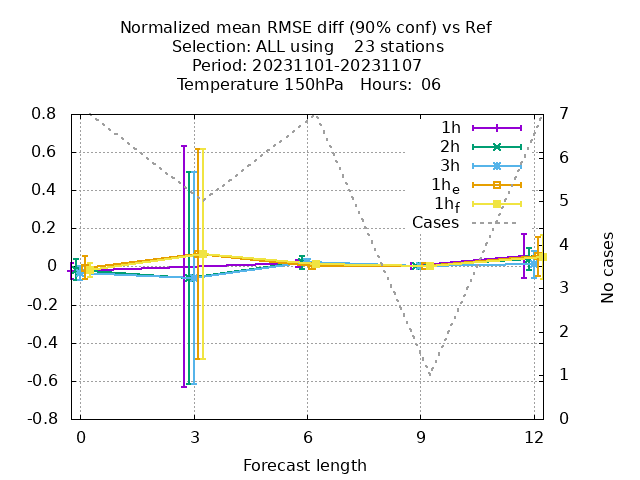 Normalized mean RMSE diff (90% conf) vs Ref
Selection: ALL using    23 stations
Period: 20231101-20231107
Temperature 150hPa   Hours:  06
0.8
0.6
0.4
0.2
0
-0.2
-0.4
-0.6
-0.8
7
6
5
4
3
2
1
0
1h
2h
3h
1he
1hf
Cases
No cases
0
3
6
9
12
Forecast length